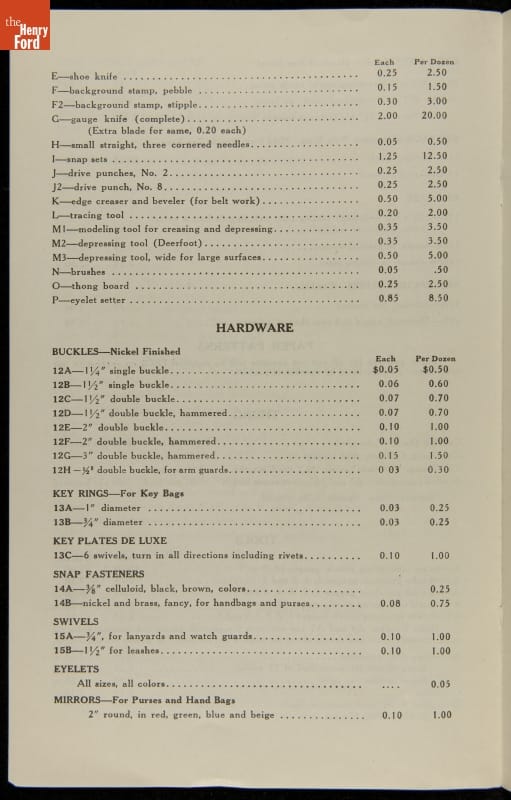 the
Henry
Ford
Each Per Dozen
E—shoe knife ........................................ 0.25 2.50
F—background stamp, pebble ............................ 0.15 1.50
F2—background stamp, stipple............................ 0.30 3.00
G—gauge knife (complete).............................. 2.00 20.00
(Extra blade for same, 0.20 each)
H—small straight, three cornered needles................... 0.05 0.50
I—snap sets .......................................... 1.25 12.50
J—drive punches, No. 2................................. 0.25 2.50
J2—drive punch, No. 8.................................. 0.25 2.50
K—edge creaser and beveler (for belt work)................. 0.50 5.00
L—tracing tool ....................................... 0.20 2.00
M1—modeling tool for creasing and depressing............... 0.35 3.50
M2—depressing tool (Deerfoot)........................... 0.35 3.50
M3—depressing tool, wide for large surfaces................. 0.50 5.00
N—brushes .......................................... 0.05 .50
O—thong board ...................................... 0.25 2.50
P—eyelet setter ....................................... 0.85 8.50
HARDWARE
BUCKLES—Nickel Finished
Each Per Dozen
12A—1¼" single buckle................................. $0.05 $0.50
12B—1½" single buckle................................. 0.06 0.60
12C—1½" double buckle................................ 0.07 0.70
12D—1½" double buckle, hammered....................... 0.07 0.70
12E—2" double buckle.................................. 0.10 1.00
12F—2" double buckle, hammered......................... 0.10 1.00
12G—3" double buckle, hammered......................... 0.15 1.50
12H—½" double buckle, for arm guards....................... 0 03 0.30
KEY RINGS—For Key Bags
13A—1" diameter ..................................... 0.03 0.25
13B—¾" diameter ..................................... 0.03 0.25
KEY PLATES DE LUXE
13C—6 swivels, turn in all directions including rivets.......... 0.10 1.00
SNAP FASTENERS
14A—⅜" celluloid, black, brown, colors.................... 0.25
14B—nickel and brass, fancy, for handbags and purses......... 0.08 0.75
SWIVELS
15A—¾", for lanyards and watch guards................... 0.10 1.00
15B—1½" for leashes................................... 0.10 1.00
EYELETS
All sizes, all colors.................................. .... 0.05
MIRRORS—For Purses and Hand Bags
2" round, in red, green, blue and beige ............... 0.10 1.00